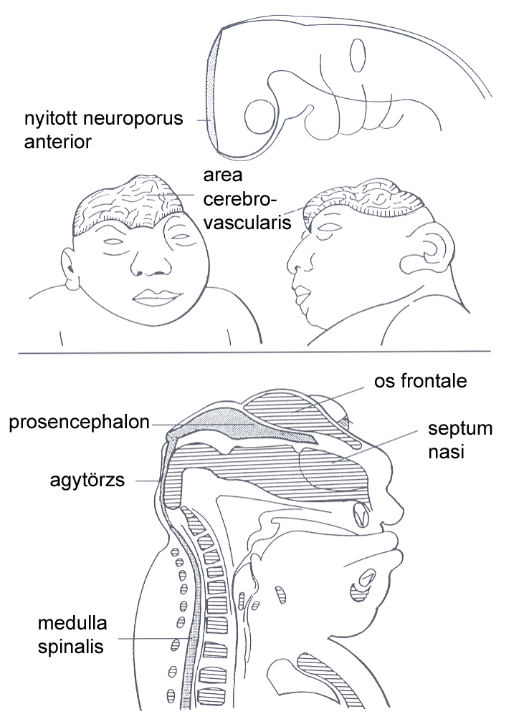 nyitott neuroporus
anterior
area
cerebro-
vascularis
os frontale
prosencephalon
septum
nasi
agytörzs
medulla
spinalis